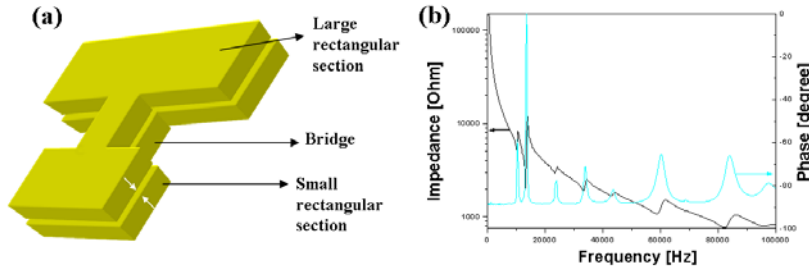 (a)
Large
rectangular
section
Bridge
Small
rectangular
section
(b)
Impedance [Ohm]
100000
10000
1000
0
-20
-40
-60
-80
-100
Phase [degree]
0 20000 40000 60000 80000 100000
Frequency [Hz]